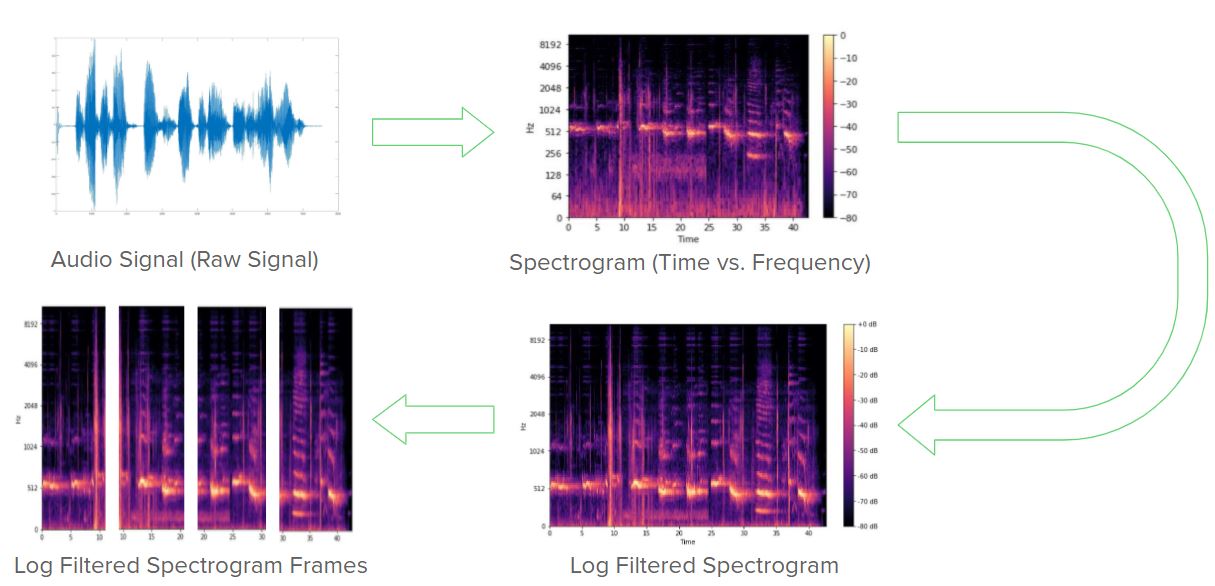 8192
4096
2048
1024
512
256
128
64
0
Hz
0 5 10 15 20 25 30 35 40
Time
0
−10
−20
−30
−40
−50
−60
−70
−80
Audio Signal (Raw Signal)
Spectrogram (Time vs. Frequency)
8192
4096
2048
1024
512
0
Hz
0 5 10 15 20 20 25 30 30 35 40
Log Filtered Spectrogram Frames
8192
4096
2048
1024
512
0
Hz
0 5 10 15 20 25 30 35 40
Time
+0 dB
-10 dB
-20 dB
-30 dB
-40 dB
-50 dB
-60 dB
-70 dB
-80 dB
Log Filtered Spectrogram